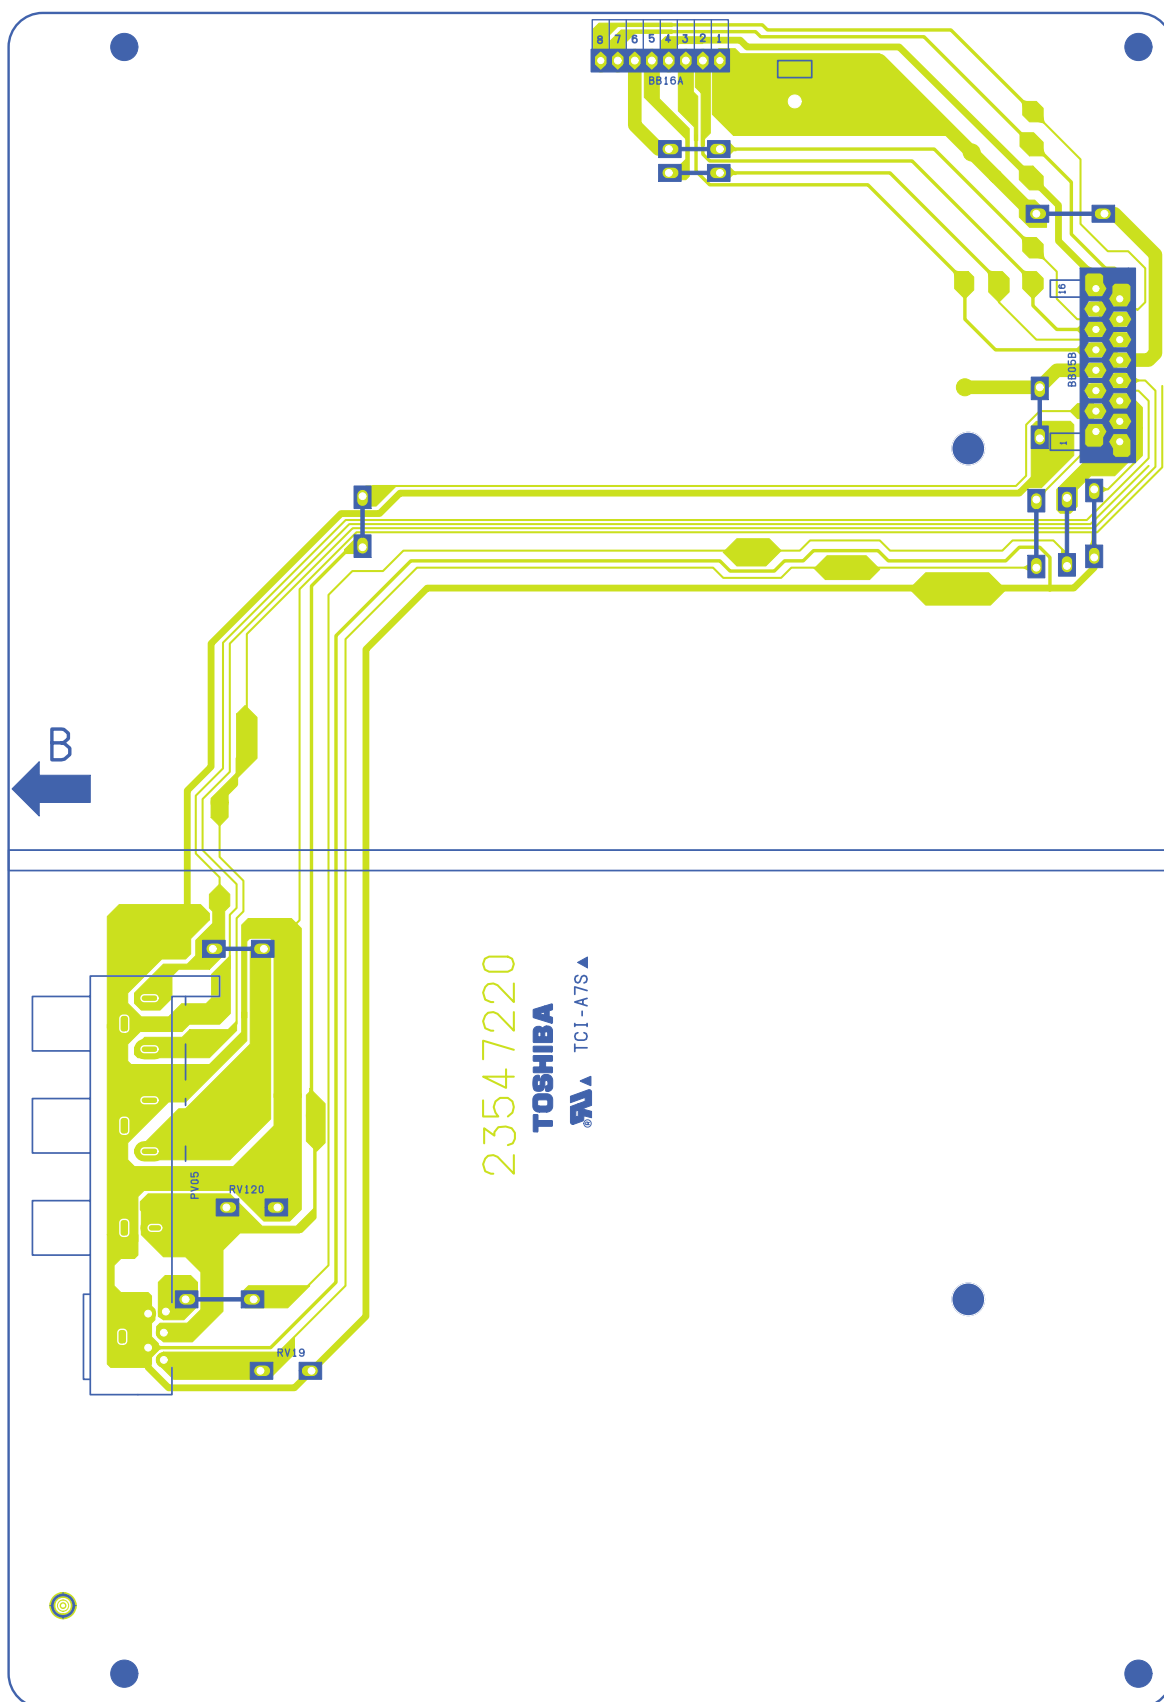 8 7 6 5 4 3 2 1
BB16A
16
BB05B
1
B
23547220
TOSHIBA
TCI-A7S
®
PV05
RV120
RV19